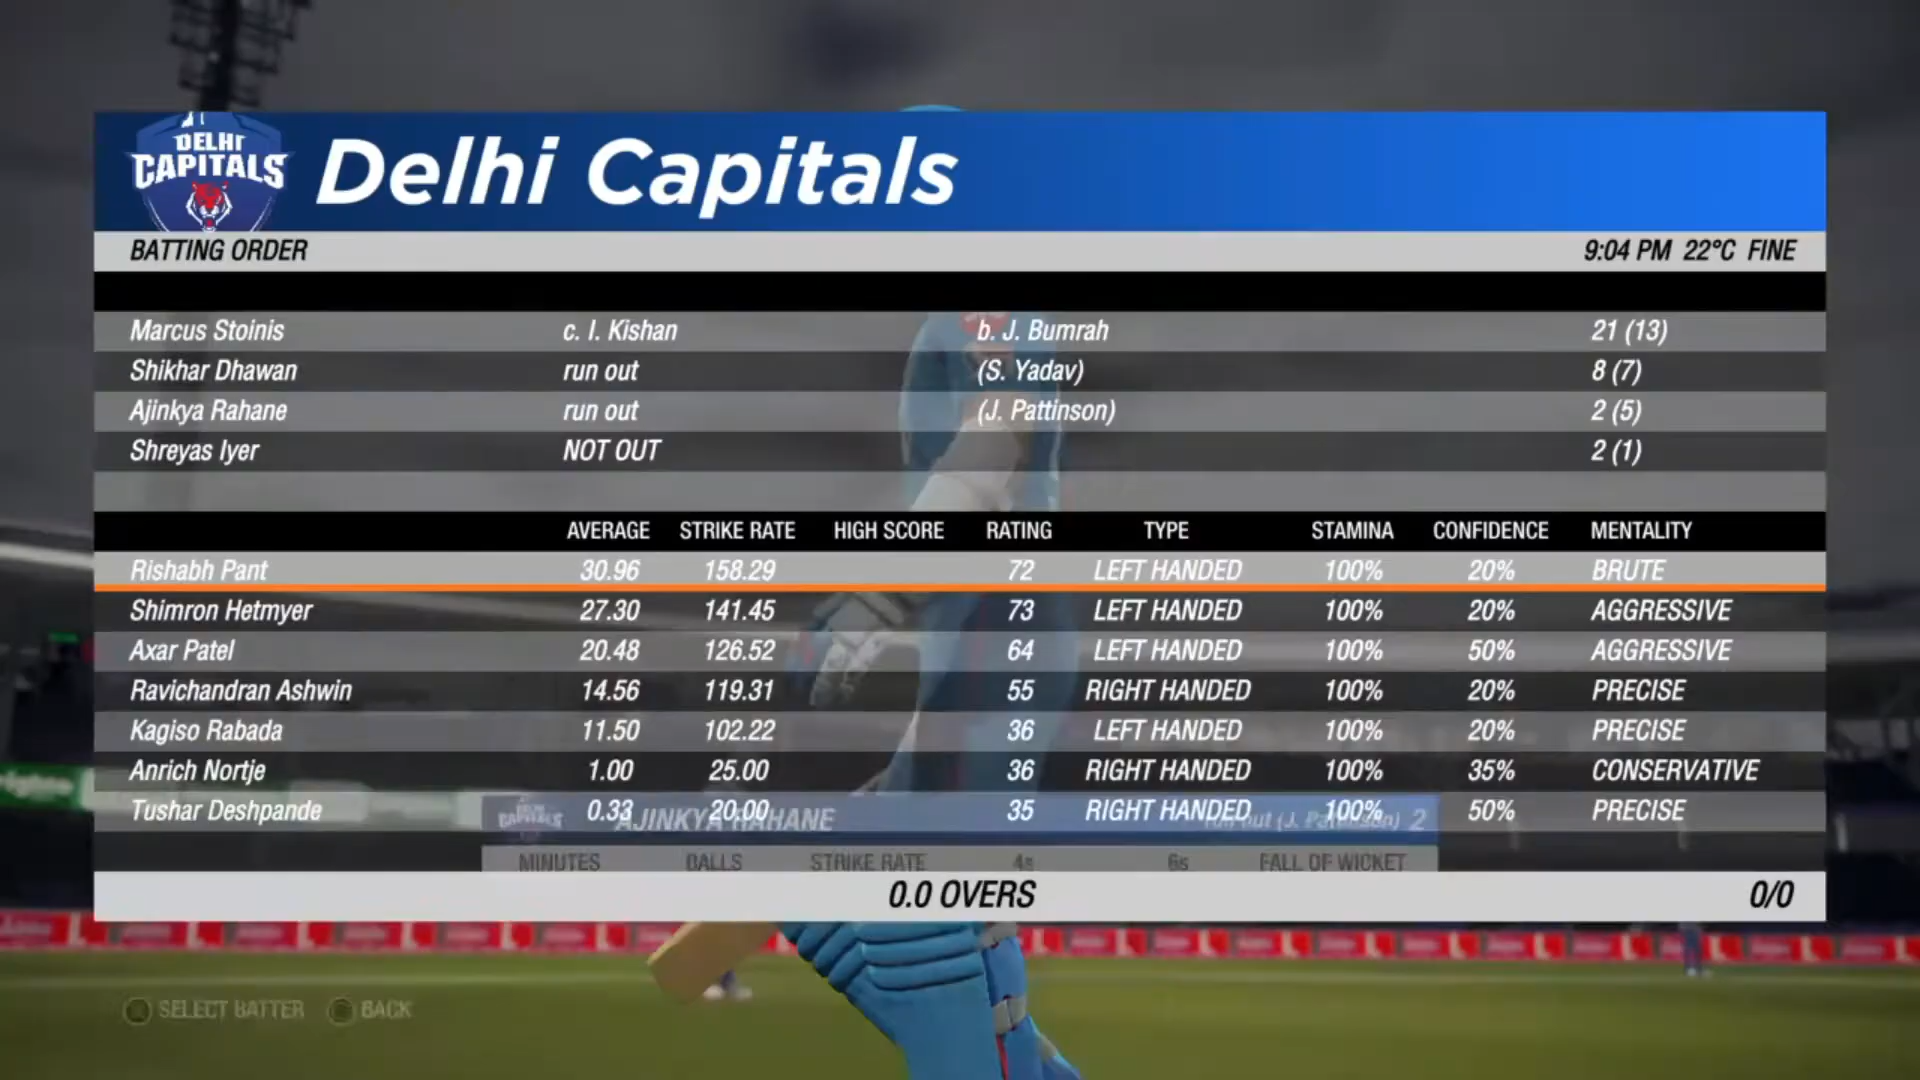 DELHI CAPITALS Delhi Capitals
BATTING ORDER 9:04 PM 22°C FINE
Marcus Stoinis c. I. Kishan b. J. Bumrah 21 (13)
Shikhar Dhawan run out (S. Yadav) 8 (7)
Ajinkya Rahane run out (J. Pattinson) 2 (5)
Shreyas Iyer NOT OUT 2 (1)
AVERAGE STRIKE RATE HIGH SCORE RATING TYPE STAMINA CONFIDENCE MENTALITY
Rishabh Pant 30.96 158.29 72 LEFT HANDED 100% 20% BRUTE
Shimron Hetmyer 27.30 141.45 73 LEFT HANDED 100% 20% AGGRESSIVE
Axar Patel 20.48 126.52 64 LEFT HANDED 100% 50% AGGRESSIVE
Ravichandran Ashwin 14.56 119.31 55 RIGHT HANDED 100% 20% PRECISE
Kagiso Rabada 11.50 102.22 36 LEFT HANDED 100% 20% PRECISE
Anrich Nortje 1.00 25.00 36 RIGHT HANDED 100% 35% CONSERVATIVE
Tushar Deshpande 0.33 20.00 35 RIGHT HANDED 100% 50% PRECISE
AJINKYA RAHANE run out (J. Pattinson) 2
MINUTES BALLS STRIKE RATE 4s 6s FALL OF WICKET
0.0 OVERS 0/0
SELECT BATTER BACK